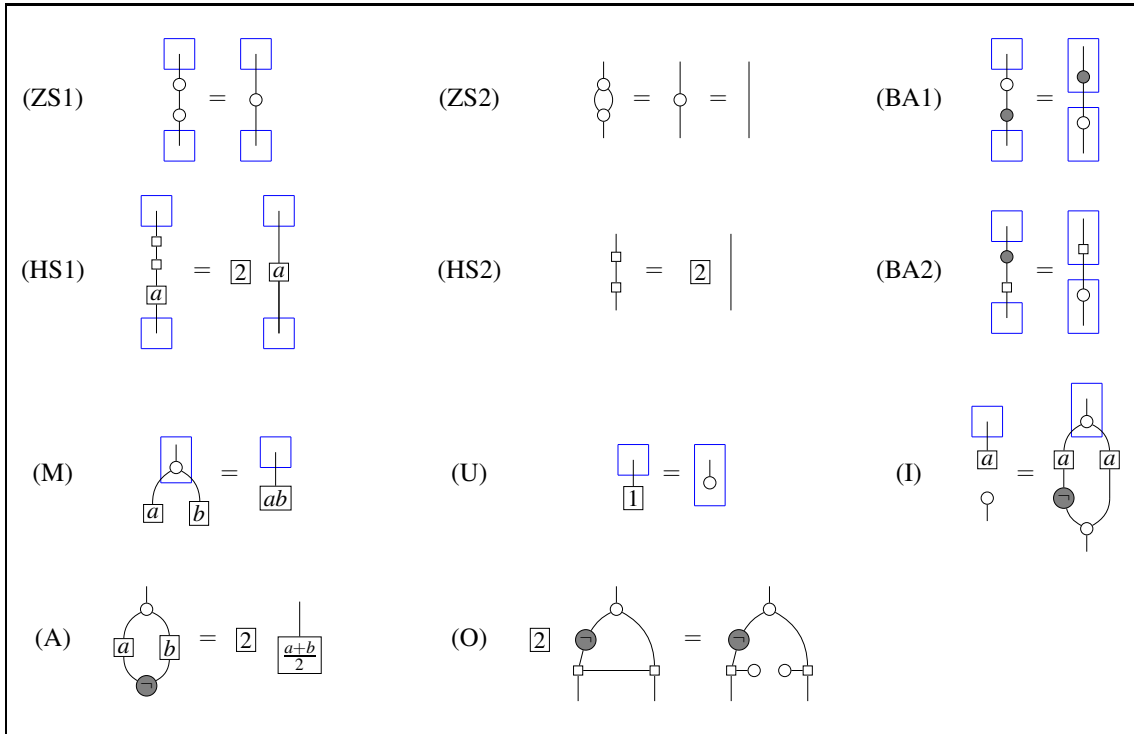 (ZS1) = (ZS2) = = (BA1) =
(HS1) a = 2 a (HS2) = 2 (BA2) =
(M) a b = ab (U) 1 = (I) a = a a ¬
(A) a b ¬ = 2 a+b/2 (O) 2 ¬ = ¬